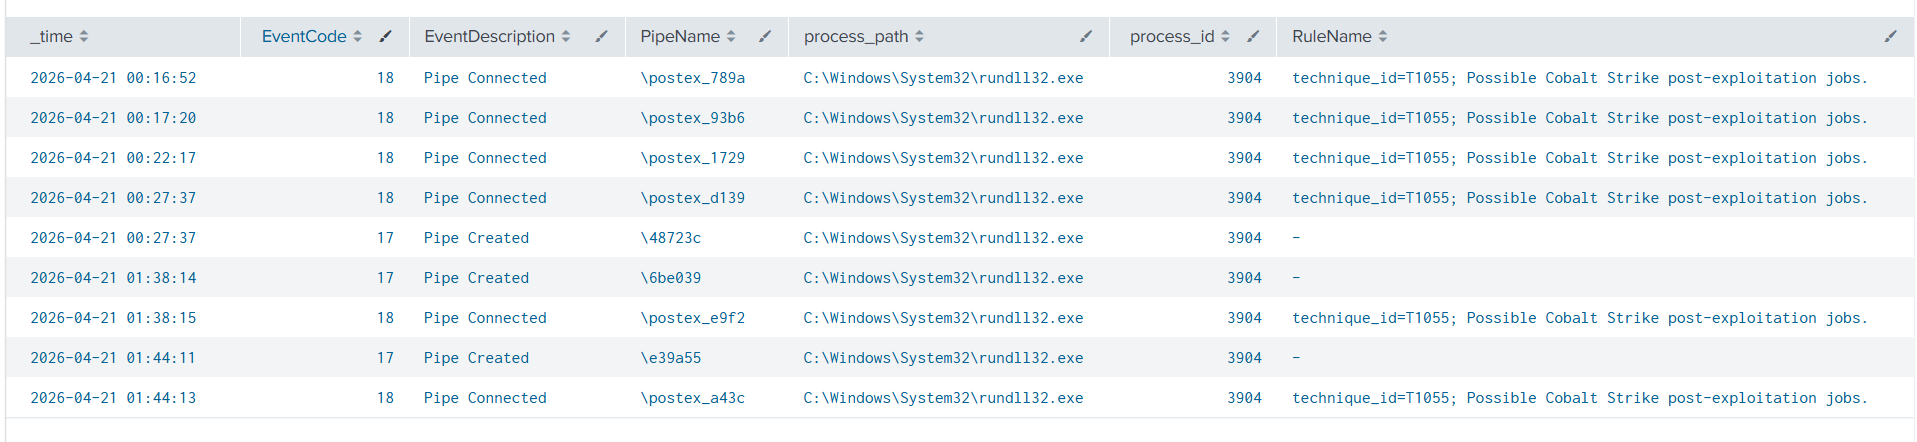 _time EventCode EventDescription PipeName process_path process_id RuleName
2026-04-21 00:16:52 18 Pipe Connected \postex_789a C:\Windows\System32\rundll32.exe 3904 technique_id=T1055; Possible Cobalt Strike post-exploitation jobs.
2026-04-21 00:17:20 18 Pipe Connected \postex_93b6 C:\Windows\System32\rundll32.exe 3904 technique_id=T1055; Possible Cobalt Strike post-exploitation jobs.
2026-04-21 00:22:17 18 Pipe Connected \postex_1729 C:\Windows\System32\rundll32.exe 3904 technique_id=T1055; Possible Cobalt Strike post-exploitation jobs.
2026-04-21 00:27:37 18 Pipe Connected \postex_d139 C:\Windows\System32\rundll32.exe 3904 technique_id=T1055; Possible Cobalt Strike post-exploitation jobs.
2026-04-21 00:27:37 17 Pipe Created \48723c C:\Windows\System32\rundll32.exe 3904 -
2026-04-21 01:38:14 17 Pipe Created \6be039 C:\Windows\System32\rundll32.exe 3904 -
2026-04-21 01:38:15 18 Pipe Connected \postex_e9f2 C:\Windows\System32\rundll32.exe 3904 technique_id=T1055; Possible Cobalt Strike post-exploitation jobs.
2026-04-21 01:44:11 17 Pipe Created \e39a55 C:\Windows\System32\rundll32.exe 3904 -
2026-04-21 01:44:13 18 Pipe Connected \postex_a43c C:\Windows\System32\rundll32.exe 3904 technique_id=T1055; Possible Cobalt Strike post-exploitation jobs.